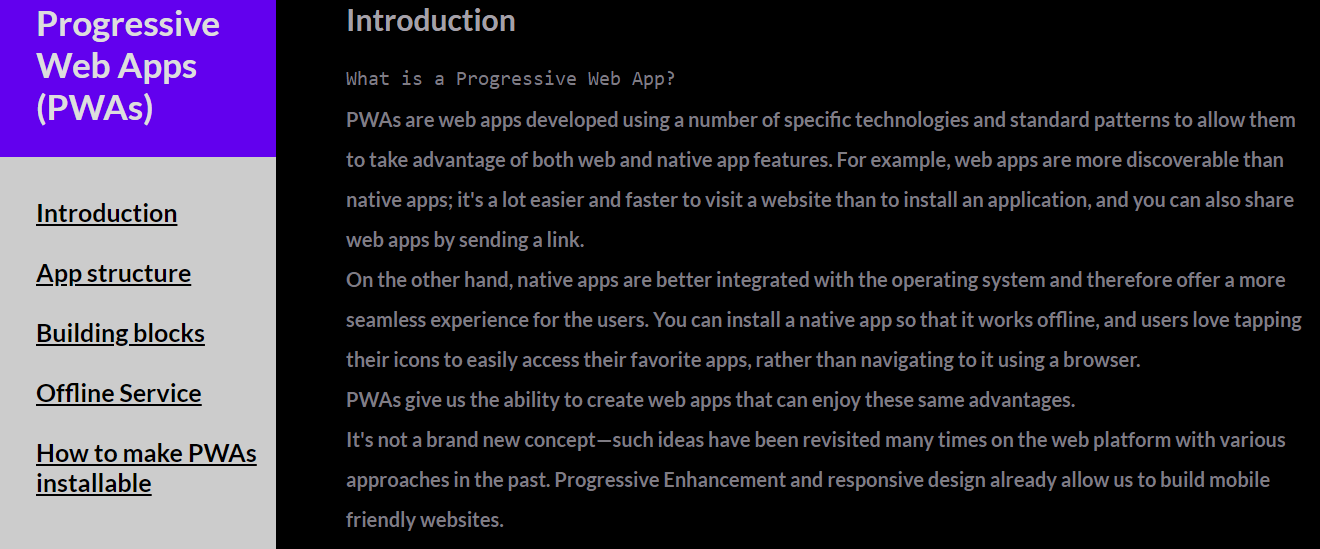 Progressive
Web Apps
(PWAs)
Introduction
App structure
Building blocks
Offline Service
How to make PWAs
installable
Introduction
What is a Progressive Web App?
PWAs are web apps developed using a number of specific technologies and standard patterns to allow them
to take advantage of both web and native app features. For example, web apps are more discoverable than
native apps; it's a lot easier and faster to visit a website than to install an application, and you can also share
web apps by sending a link.
On the other hand, native apps are better integrated with the operating system and therefore offer a more
seamless experience for the users. You can install a native app so that it works offline, and users love tapping
their icons to easily access their favorite apps, rather than navigating to it using a browser.
PWAs give us the ability to create web apps that can enjoy these same advantages.
It's not a brand new concept—such ideas have been revisited many times on the web platform with various
approaches in the past. Progressive Enhancement and responsive design already allow us to build mobile
friendly websites.